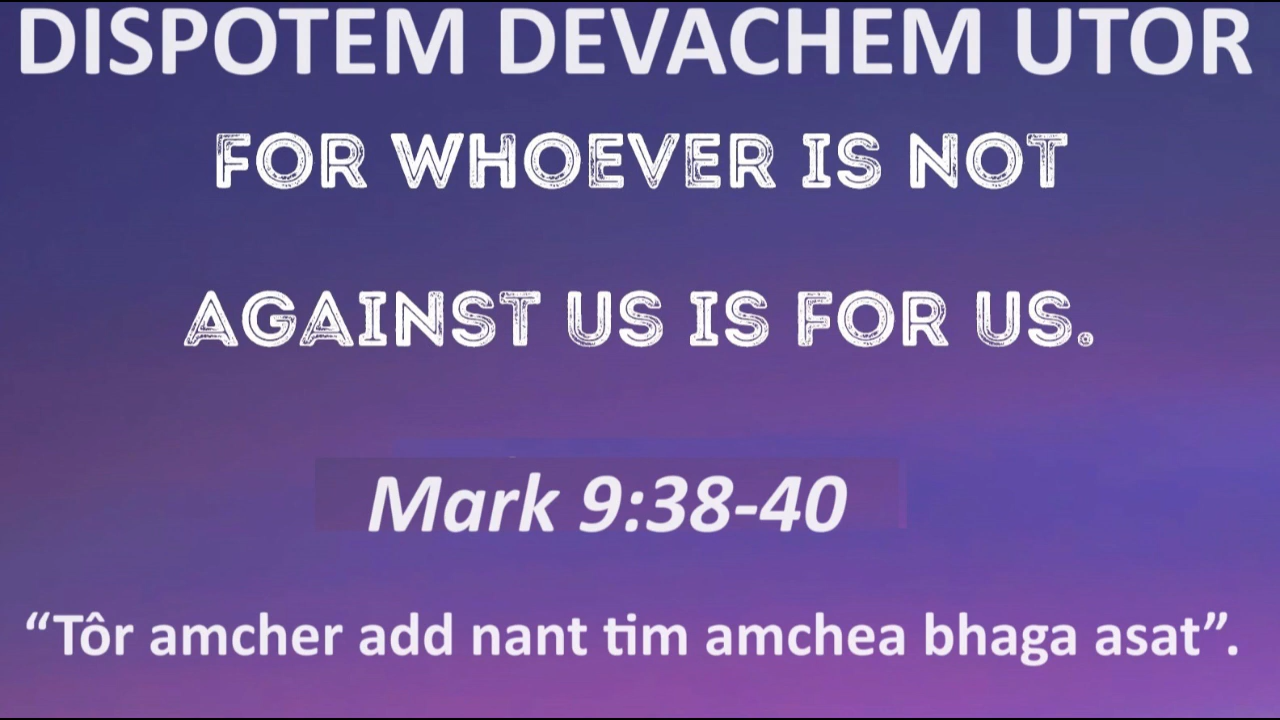 DISPOTEM DEVACHEM UTOR
FOR WHOEVER IS NOT
AGAINST US IS FOR US.
Mark 9:38-40
“Tôr amcher add nant tim amchea bhaga asat”.